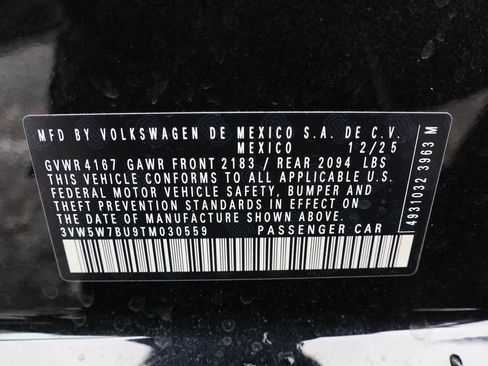 MFD BY VOLKSWAGEN DE MEXICO S.A. DE C.V.
MEXICO 12/25
GVWR 4167 GAWR FRONT 2183 / REAR 2094 LBS
THIS VEHICLE CONFORMS TO ALL APPLICABLE U.S.
FEDERAL MOTOR VEHICLE SAFETY, BUMPER AND
THEFT PREVENTION STANDARDS IN EFFECT ON
THE DATE OF MANUFACTURE SHOWN ABOVE
3VW5W7BU9TM030559 PASSENGER CAR
4931032 3963 M